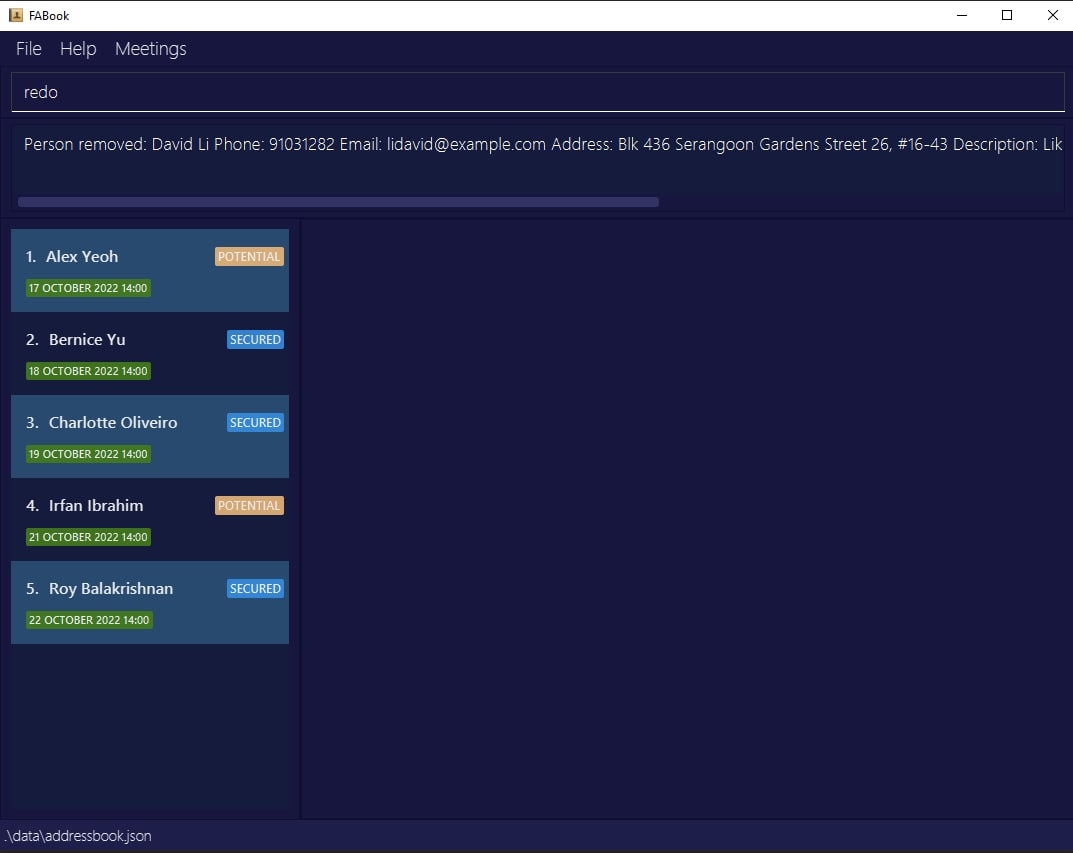 FABook
File Help Meetings
redo
Person removed: David Li Phone: 91031282 Email: lidavid@example.com Address: Blk 436 Serangoon Gardens Street 26, #16-43 Description: Lik
1. Alex Yeoh POTENTIAL
17 OCTOBER 2022 14:00
2. Bernice Yu SECURED
18 OCTOBER 2022 14:00
3. Charlotte Oliveiro SECURED
19 OCTOBER 2022 14:00
4. Irfan Ibrahim POTENTIAL
21 OCTOBER 2022 14:00
5. Roy Balakrishnan SECURED
22 OCTOBER 2022 14:00
.\data\addressbook.json